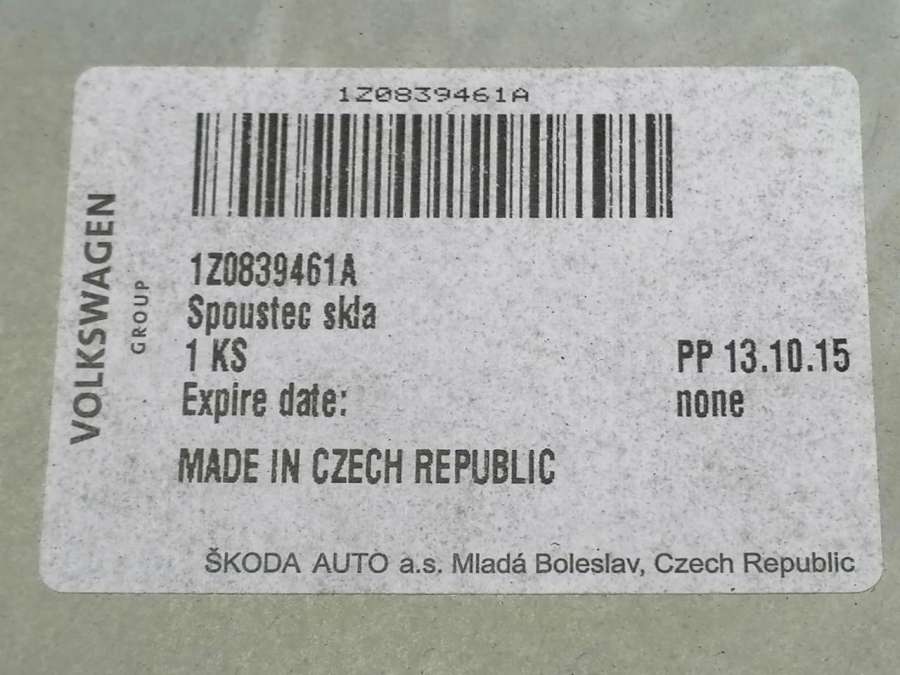 1Z0839461A
VOLKSWAGEN
GROUP
1Z0839461A
Spoustec skla
1 KS PP 13.10.15
Expire date: none
MADE IN CZECH REPUBLIC
ŠKODA AUTO a.s. Mladá Boleslav, Czech Republic